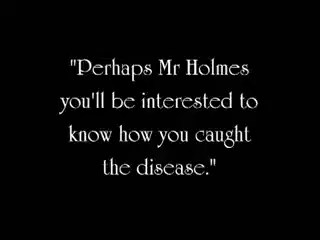 "Perhaps Mr Holmes
you'll be interested to
know how you caught
the disease."